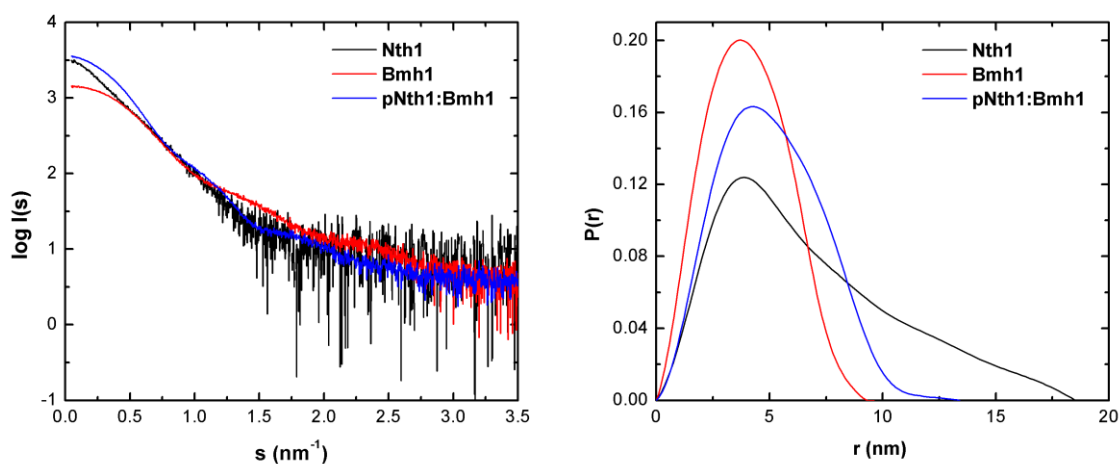 4
3
2
1
0
-1
log I(s)
0.0 0.5 1.0 1.5 2.0 2.5 3.0 3.5
s (nm-1)
Nth1
Bmh1
pNth1:Bmh1
0.20
0.16
0.12
0.08
0.04
0.00
P(r)
0 5 10 15 20
r (nm)
Nth1
Bmh1
pNth1:Bmh1